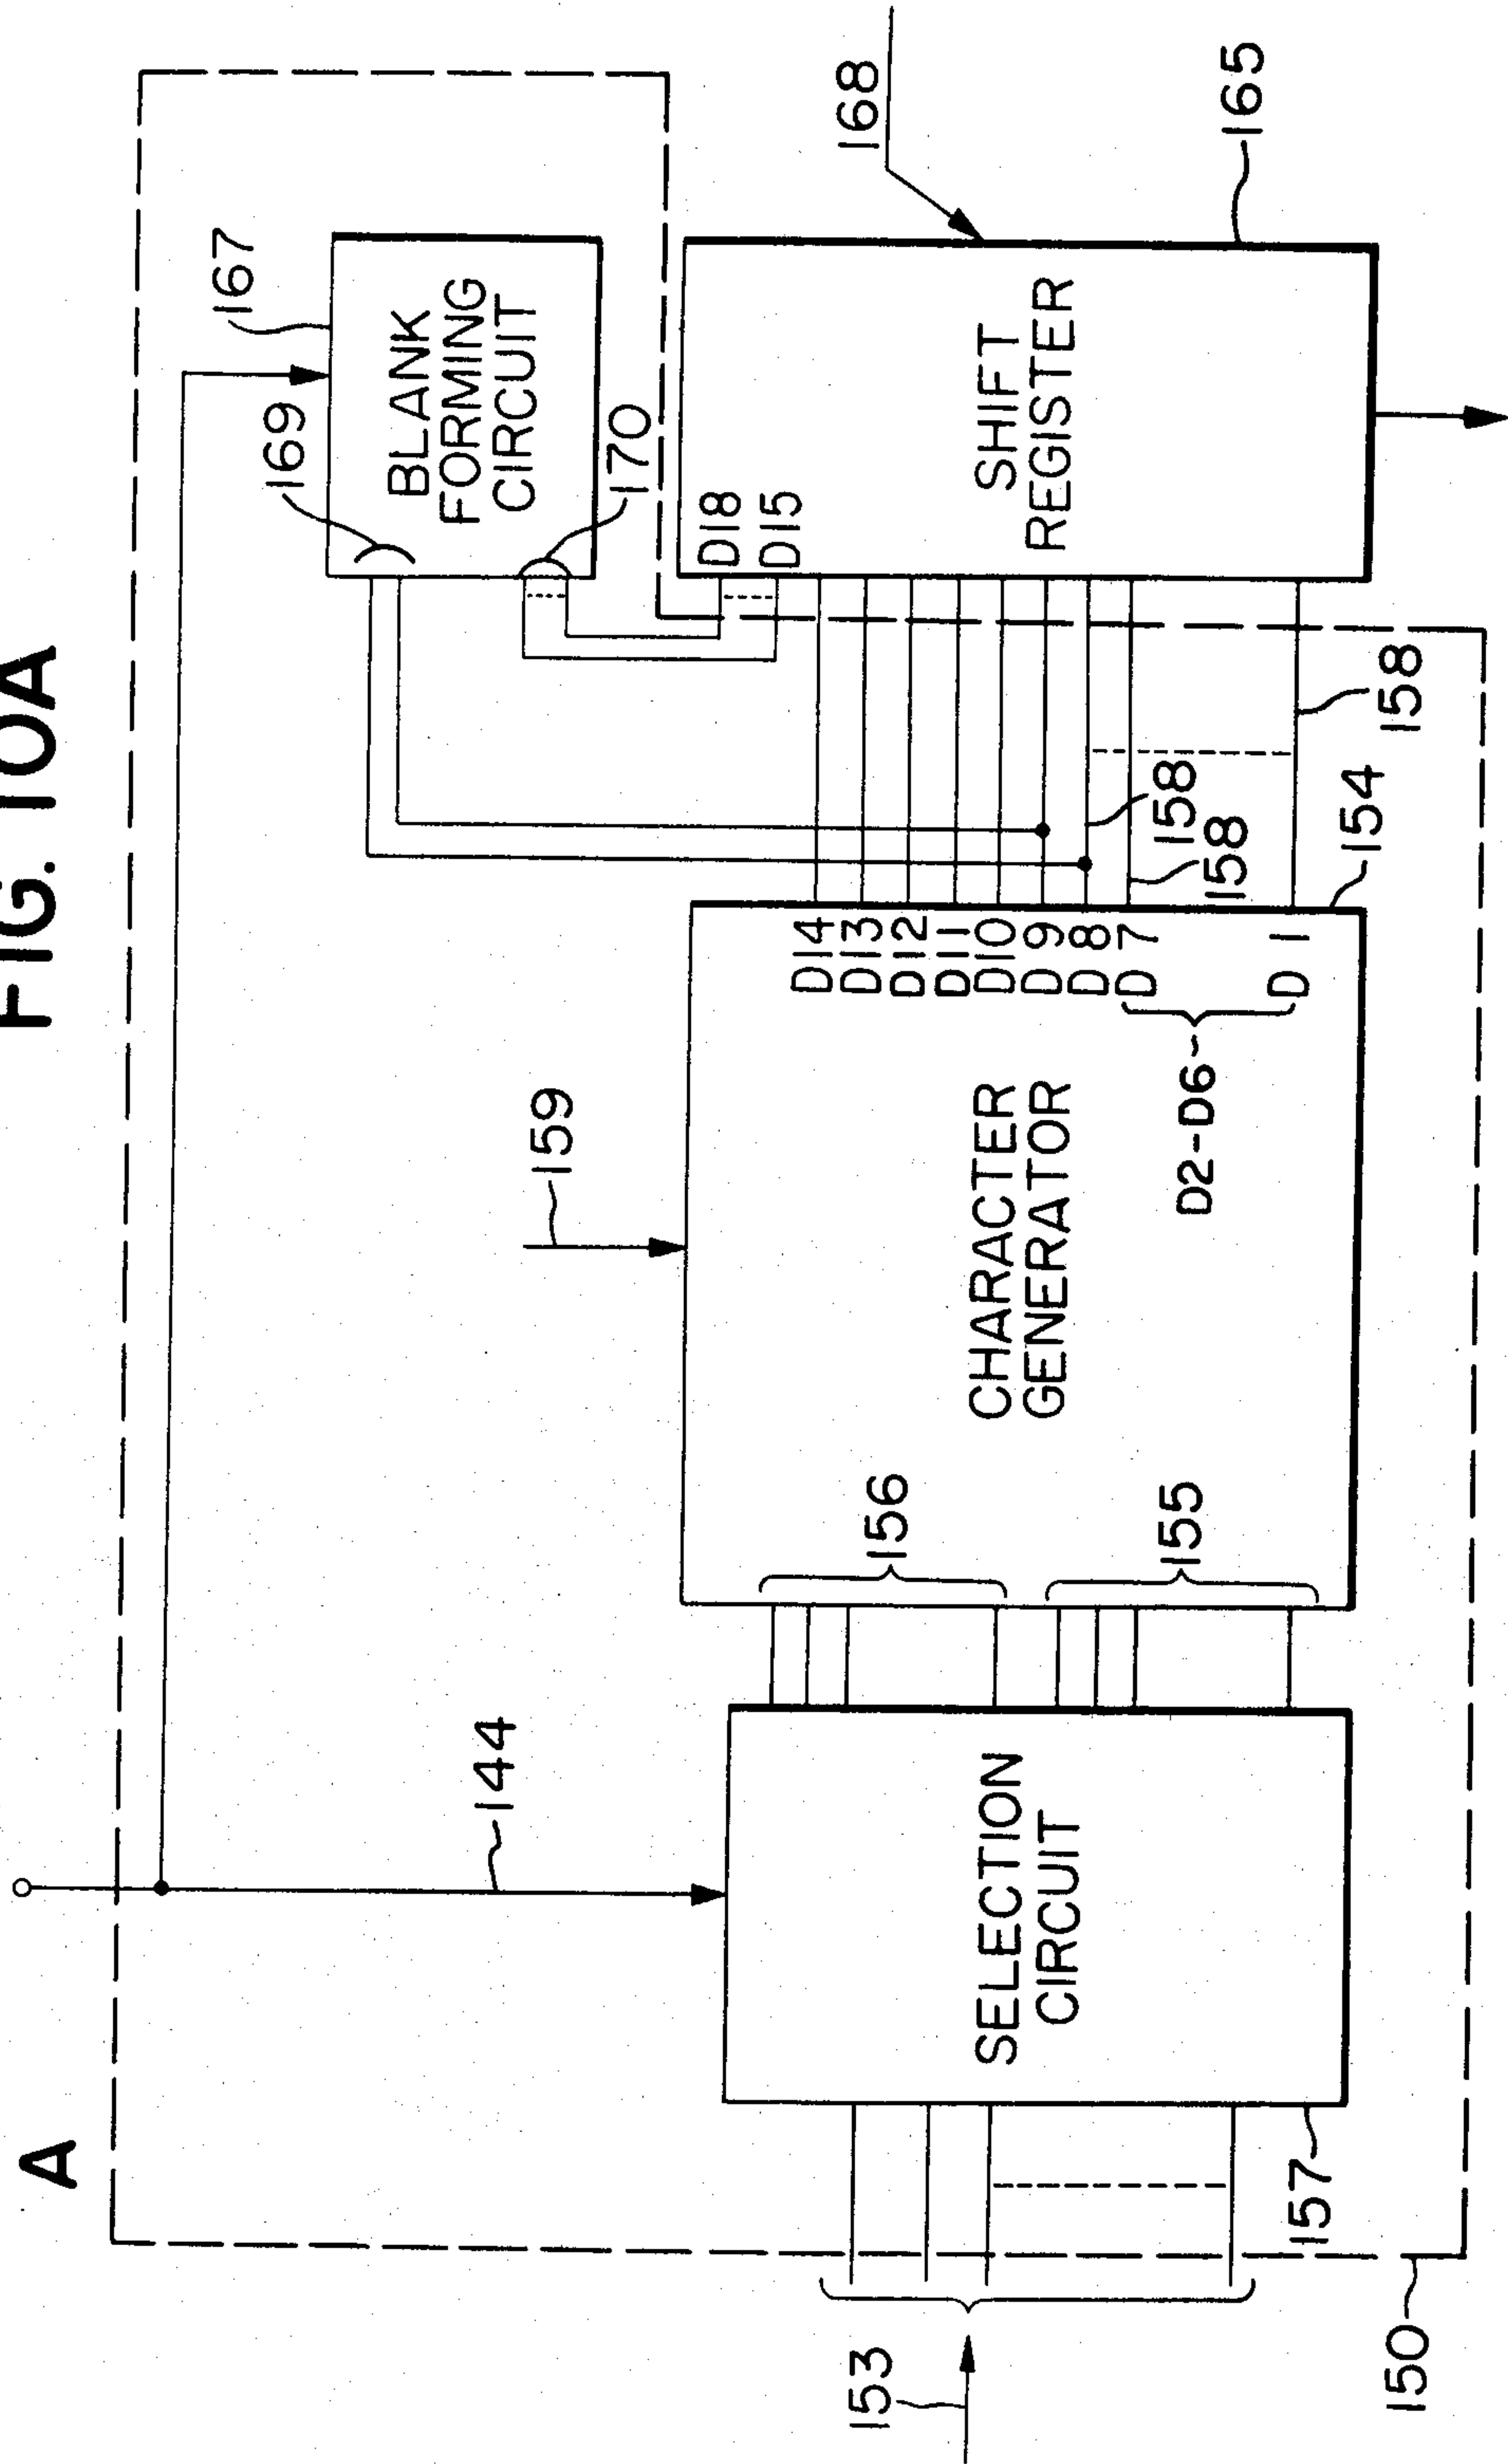 FIG. 10A
A
144
159
167
169
BLANK
FORMING
CIRCUIT
170
168
153
SELECTION
CIRCUIT
157
150
156
155
CHARACTER
GENERATOR
D14
D13
D12
D11
D10
D9
D8
D7
D2-D6
D1
154
158
158
158
D18
D15
SHIFT
REGISTER
165